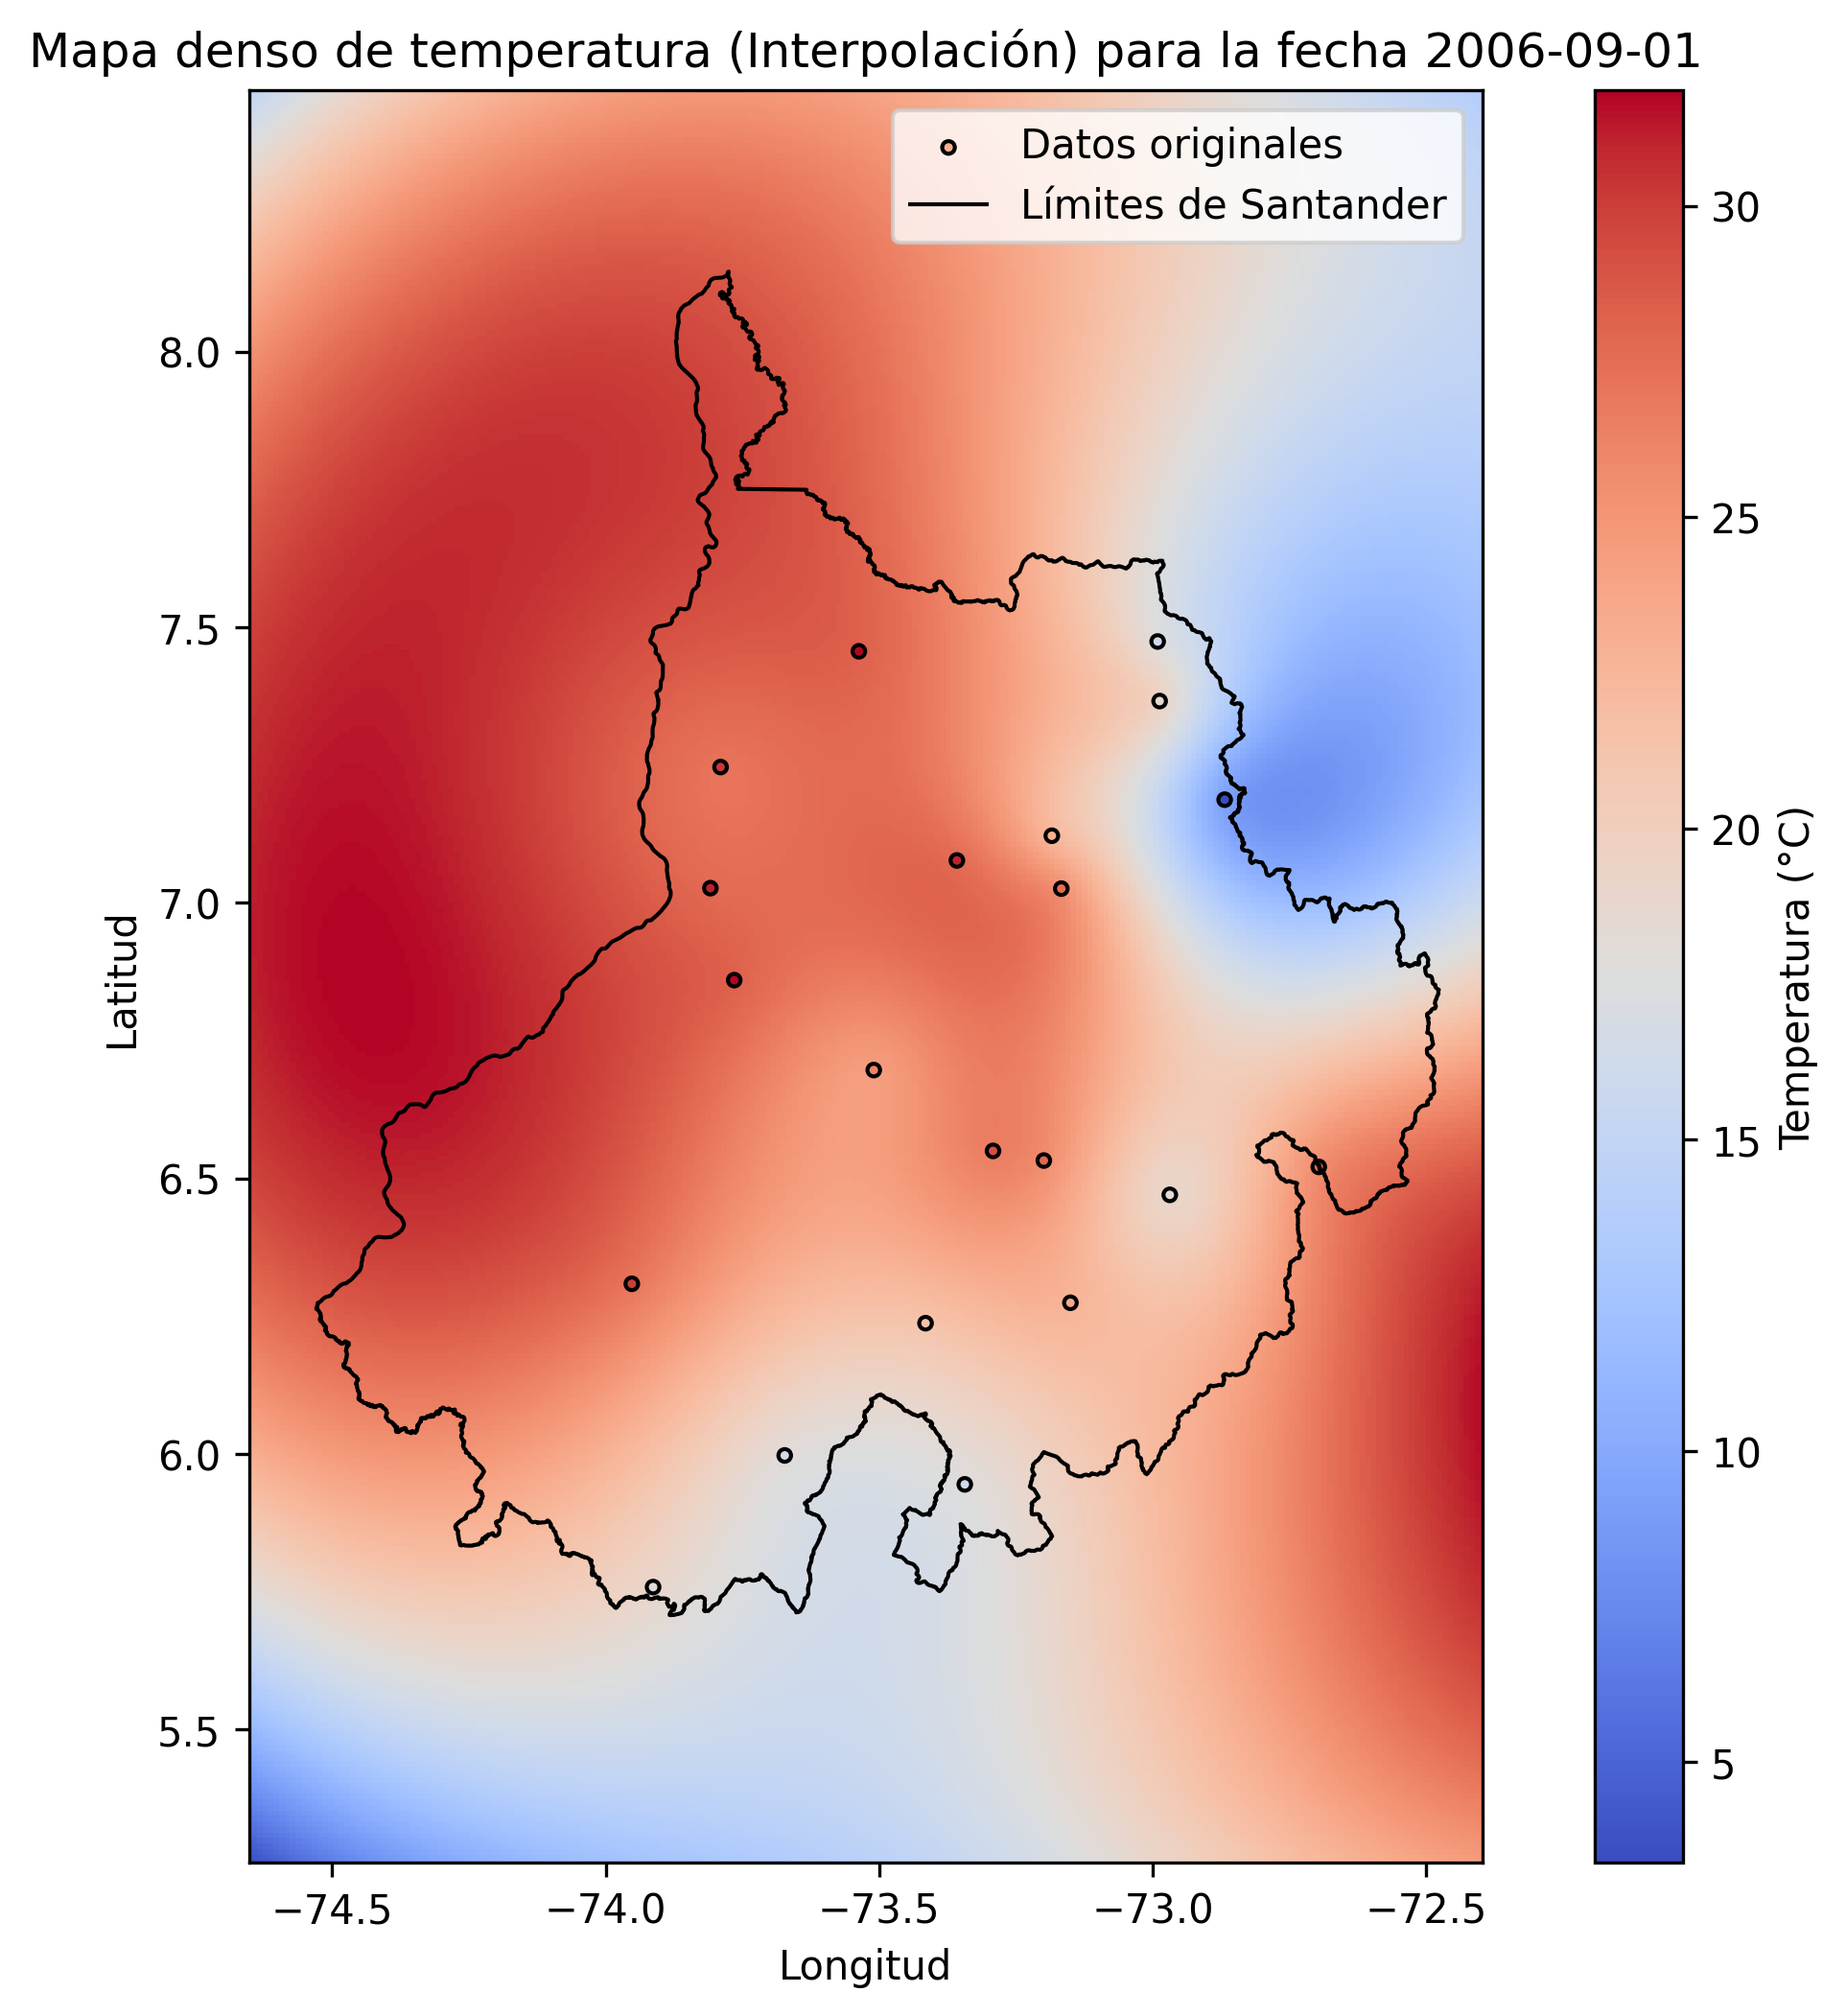 Mapa denso de temperatura (Interpolación) para la fecha 2006-09-01
Datos originales
Límites de Santander
8.0
7.5
7.0
6.5
6.0
5.5
Latitud
−74.5
−74.0
−73.5
−73.0
−72.5
Longitud
30
25
20
15
10
5
Temperatura (°C)